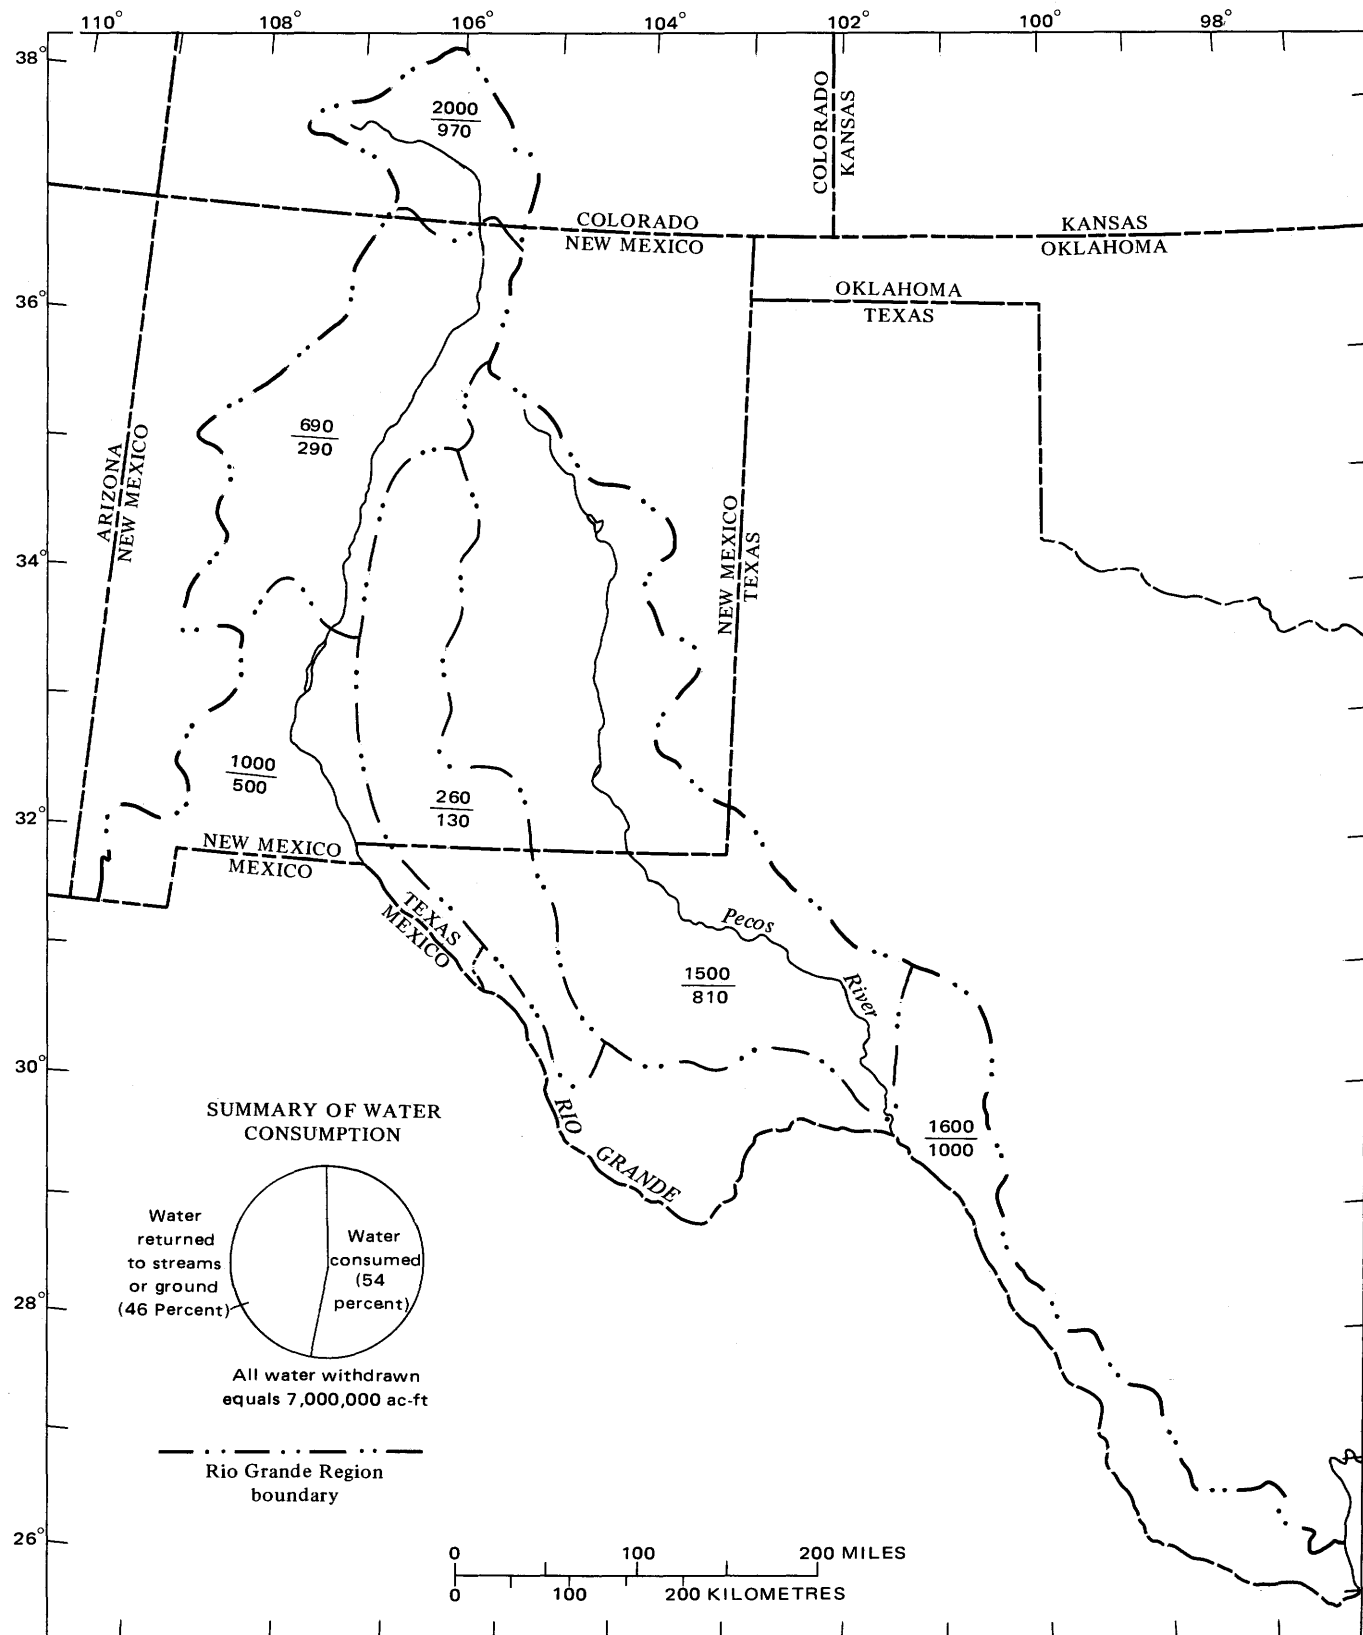 110° 108° 106° 104° 102° 100° 98°
38°
2000
970
COLORADO
KANSAS
COLORADO
NEW MEXICO
KANSAS
OKLAHOMA
36°
OKLAHOMA
TEXAS
690
290
ARIZONA
NEW MEXICO
NEW MEXICO
TEXAS
34°
1000
500
260
130
32°
NEW MEXICO
MEXICO
TEXAS
MEXICO
Pecos
River
1500
810
30°
RIO
GRANDE
1600
1000
SUMMARY OF WATER
CONSUMPTION
Water
returned
to streams
or ground
(46 Percent)
Water
consumed
(54
percent)
28°
All water withdrawn
equals 7,000,000 ac-ft
Rio Grande Region
boundary
26°
0 100 200 MILES
0 100 200 KILOMETRES